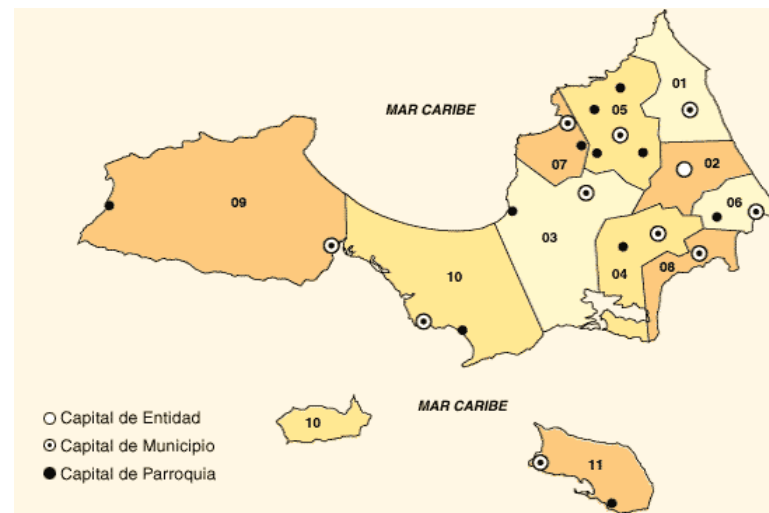 01
MAR CARIBE
05
07
02
09
06
03
08
10
04
MAR CARIBE
10
11
Capital de Entidad
Capital de Municipio
Capital de Parroquia